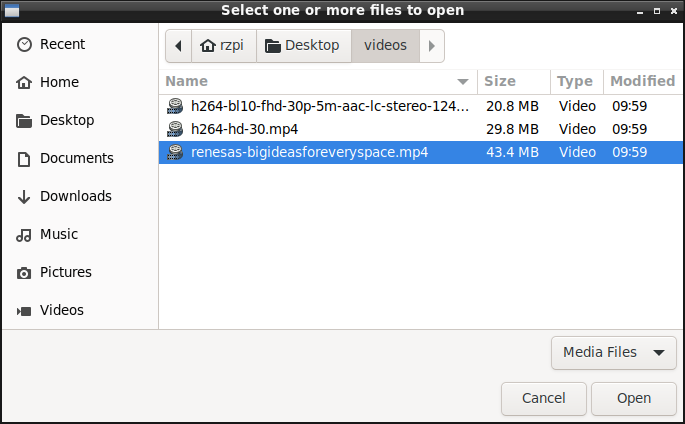 Select one or more files to open
Recent
Home
Desktop
Documents
Downloads
Music
Pictures
Videos
rzpi Desktop videos
Name Size Type Modified
h264-bl10-fhd-30p-5m-aac-lc-stereo-124... 20.8 MB Video 09:59
h264-hd-30.mp4 29.8 MB Video 09:59
renesas-bigideasforeveryspace.mp4 43.4 MB Video 09:59
Media Files
Cancel Open